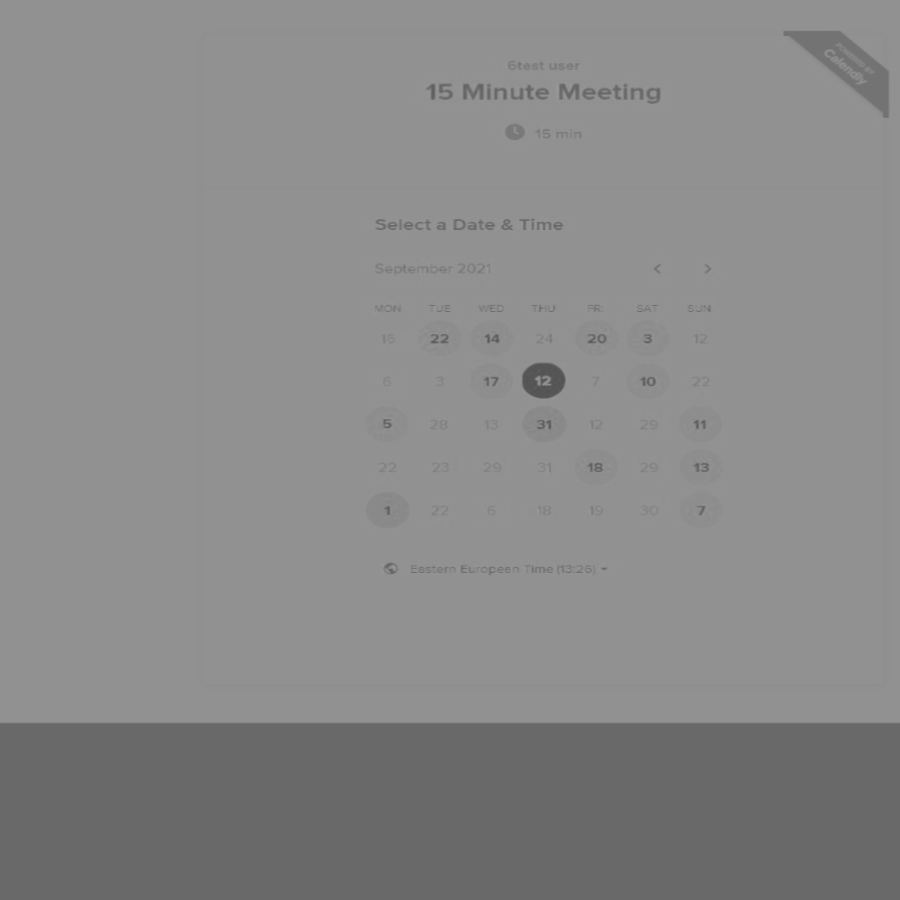 POWERED BY
Calendly
6test user
15 Minute Meeting
15 min
Select a Date & Time
September 2021
< >
MON TUE WED THU FRI SAT SUN
16 22 14 24 20 3 12
6 3 17 12 7 10 22
5 28 13 31 12 29 11
22 23 29 31 18 29 13
1 22 6 18 19 30 7
Eastern European Time (13:26)